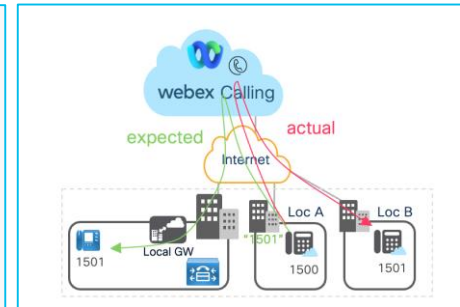 webex Calling
expected
actual
Internet
Loc A
Loc B
"1501"
Local GW
1501
1500
1501